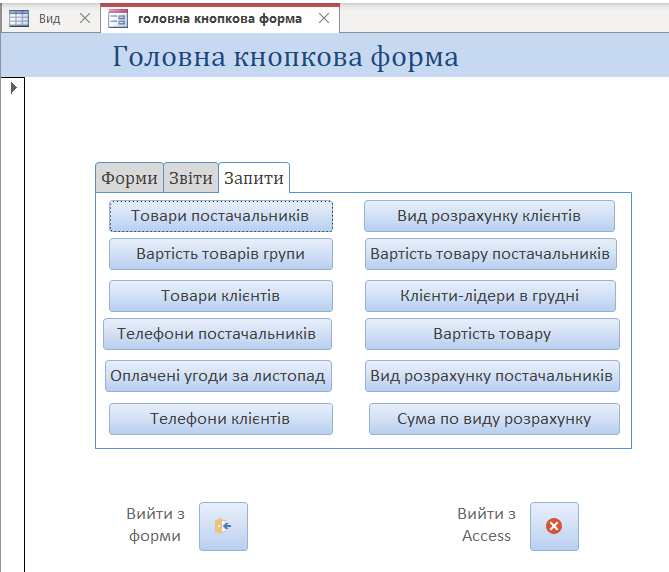 Вид
головна кнопкова форма
Головна кнопкова форма
Форми Звіти Запити
Товари постачальників Вид розрахунку клієнтів
Вартість товарів групи Вартість товару постачальників
Товари клієнтів Клієнти-лідери в грудні
Телефони постачальників Вартість товару
Оплачені угоди за листопад Вид розрахунку постачальників
Телефони клієнтів Сума по виду розрахунку
Вийти з
форми
Вийти з
Access